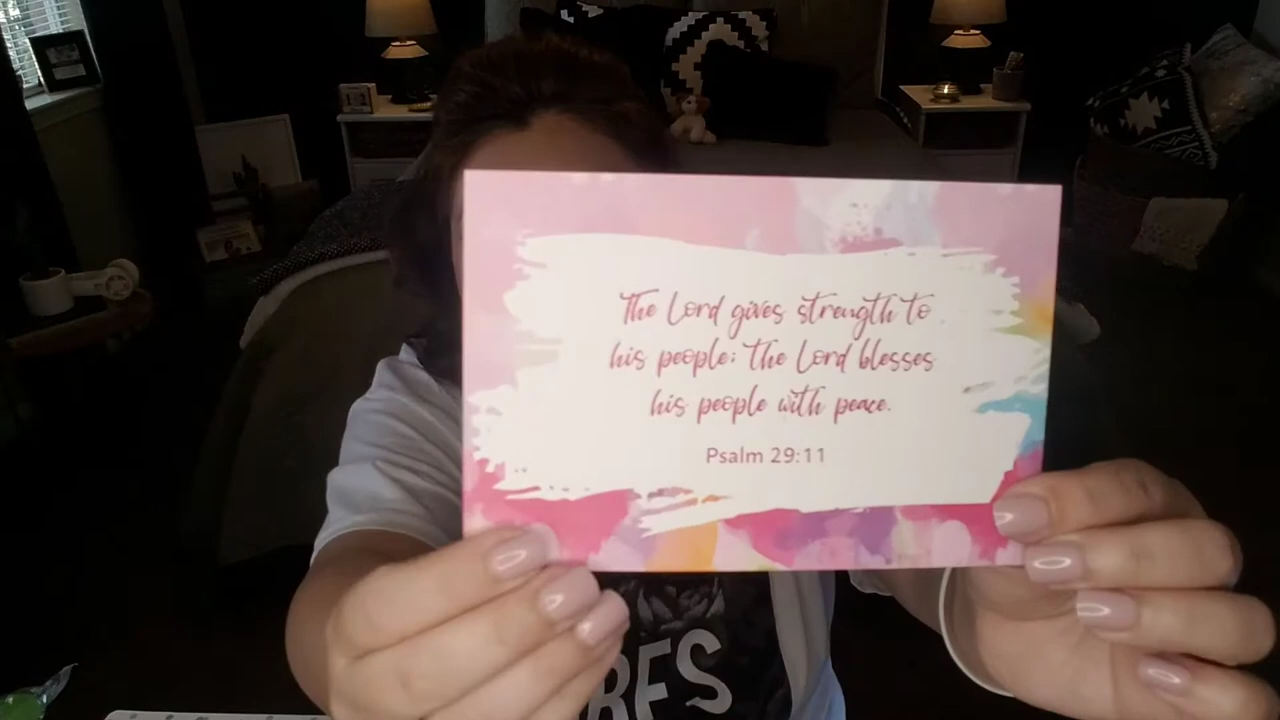 The Lord gives strength to
his people; the Lord blesses
his people with peace.
Psalm 29:11